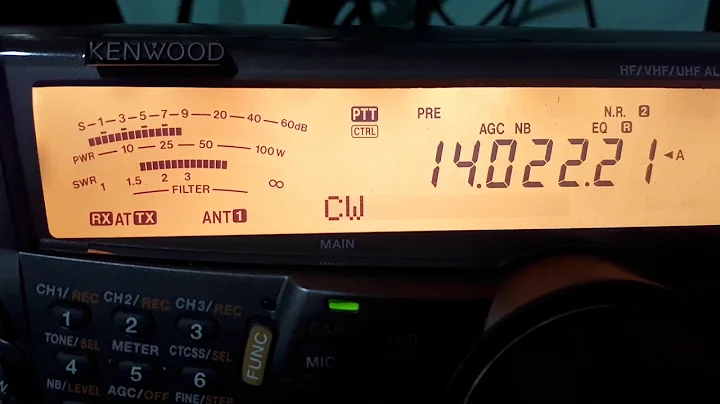 KENWOOD
HF/VHF/UHF AL
S-1-3-5-7-9-20-40-60dB
PWR 10 25 50 100 W
SWR 1 1.5 2 3 ∞
FILTER
RX AT TX ANT 1
PTT PRE N.R. 2
CTRL AGC NB EQ R
14.022.21 ◄A
CW
MAIN
CH1/REC CH2/REC CH3/REC
1 2 3
TONE/SEL METER CTCSS/SEL
4 5 6
NB/LEVEL AGC/OFF FINE/STEP
FUNC
MIC